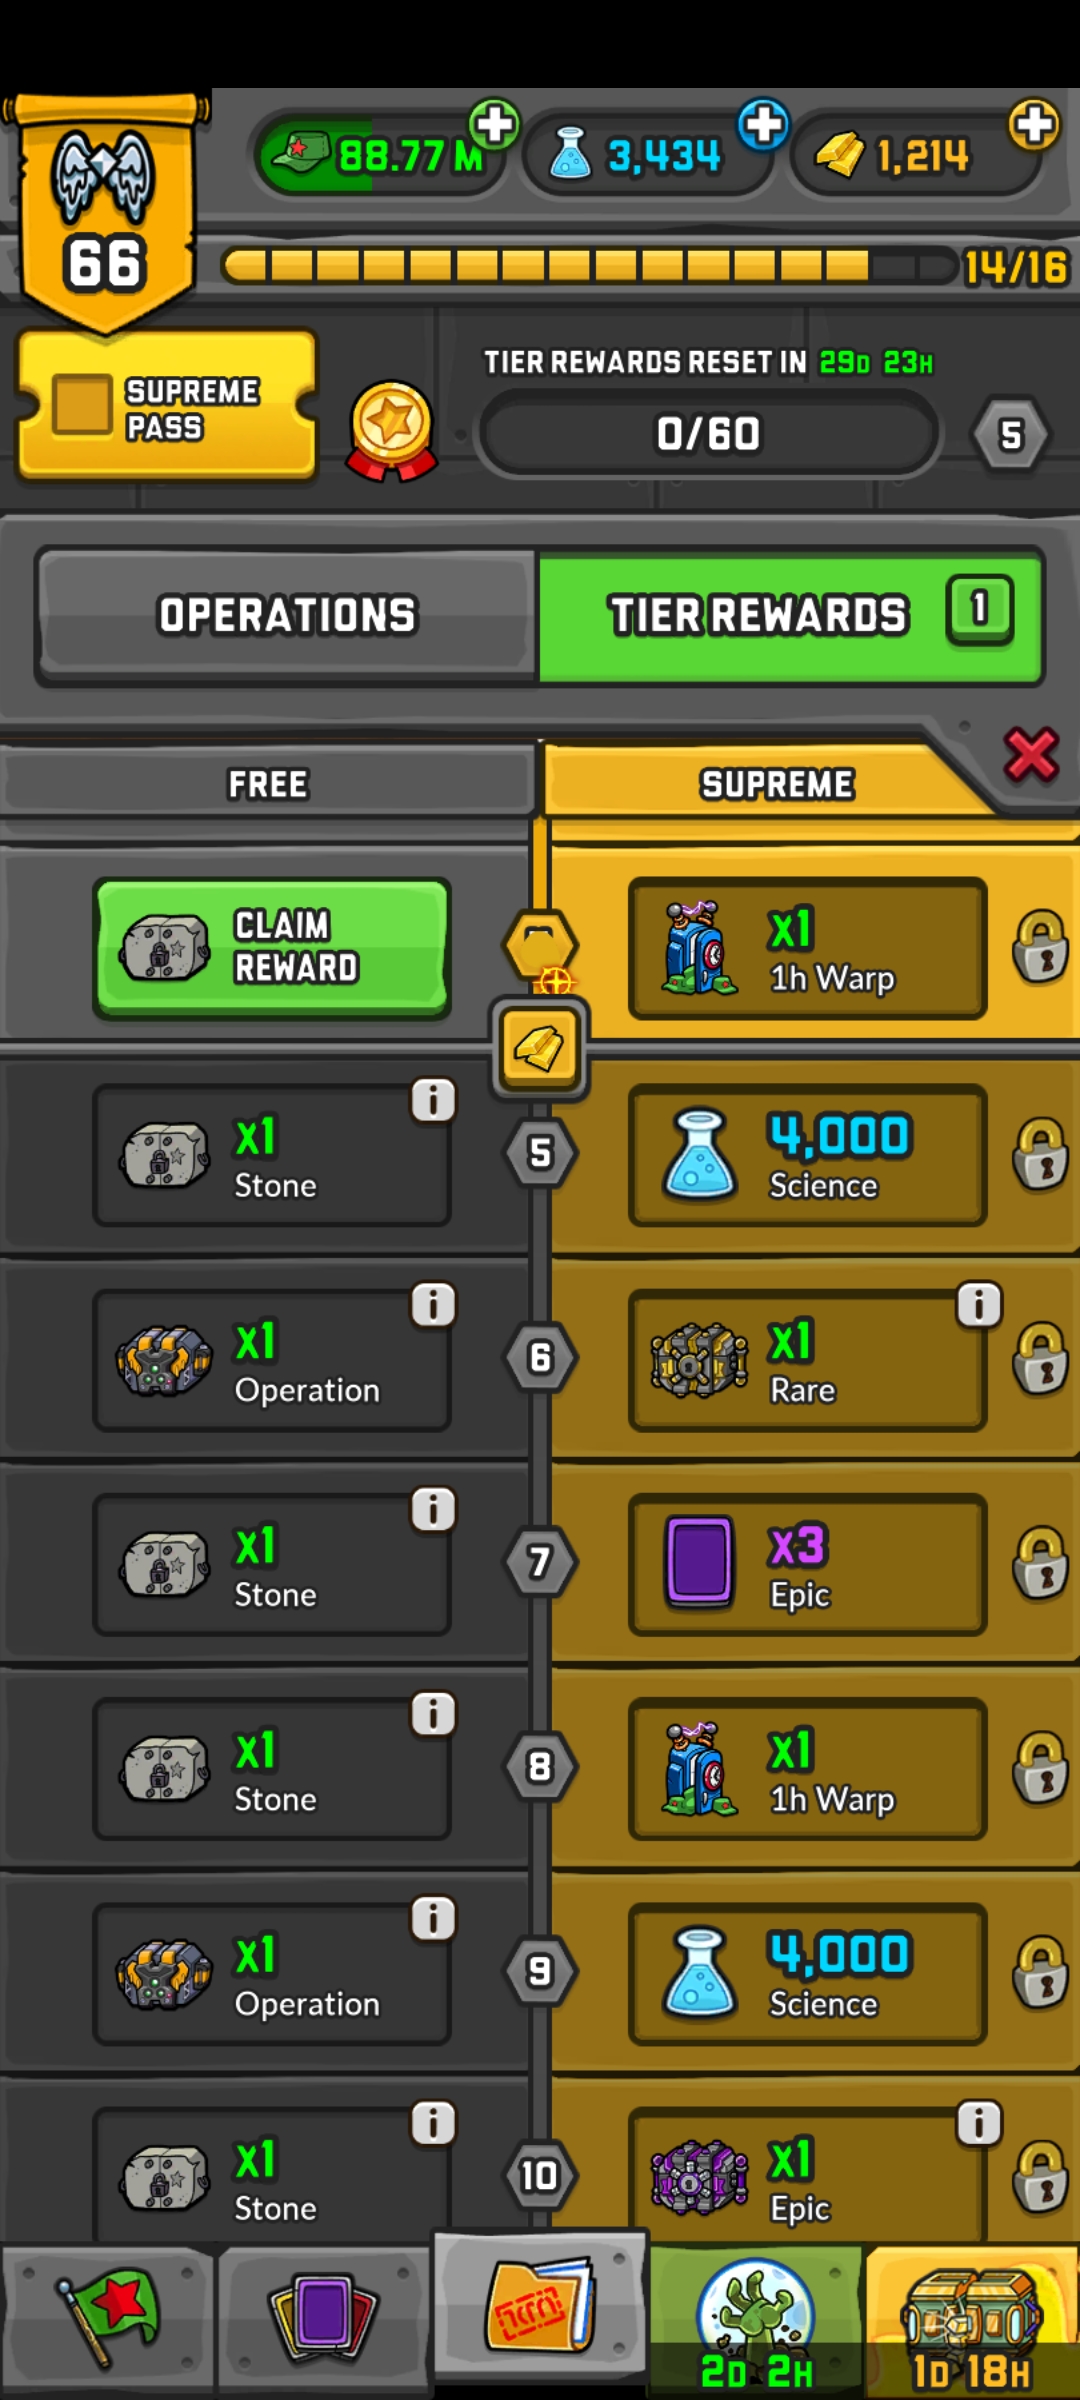 88.77 M
3,434
1,214
66
14/16
SUPREME
PASS
TIER REWARDS RESET IN 29D 23H
0/60
5
OPERATIONS
TIER REWARDS
1
FREE
SUPREME
CLAIM
REWARD
X1
1h Warp
X1
Stone
5
4,000
Science
X1
Operation
6
X1
Rare
X1
Stone
7
X3
Epic
X1
Stone
8
X1
1h Warp
X1
Operation
9
4,000
Science
X1
Stone
10
X1
Epic
2D 2H
1D 18H